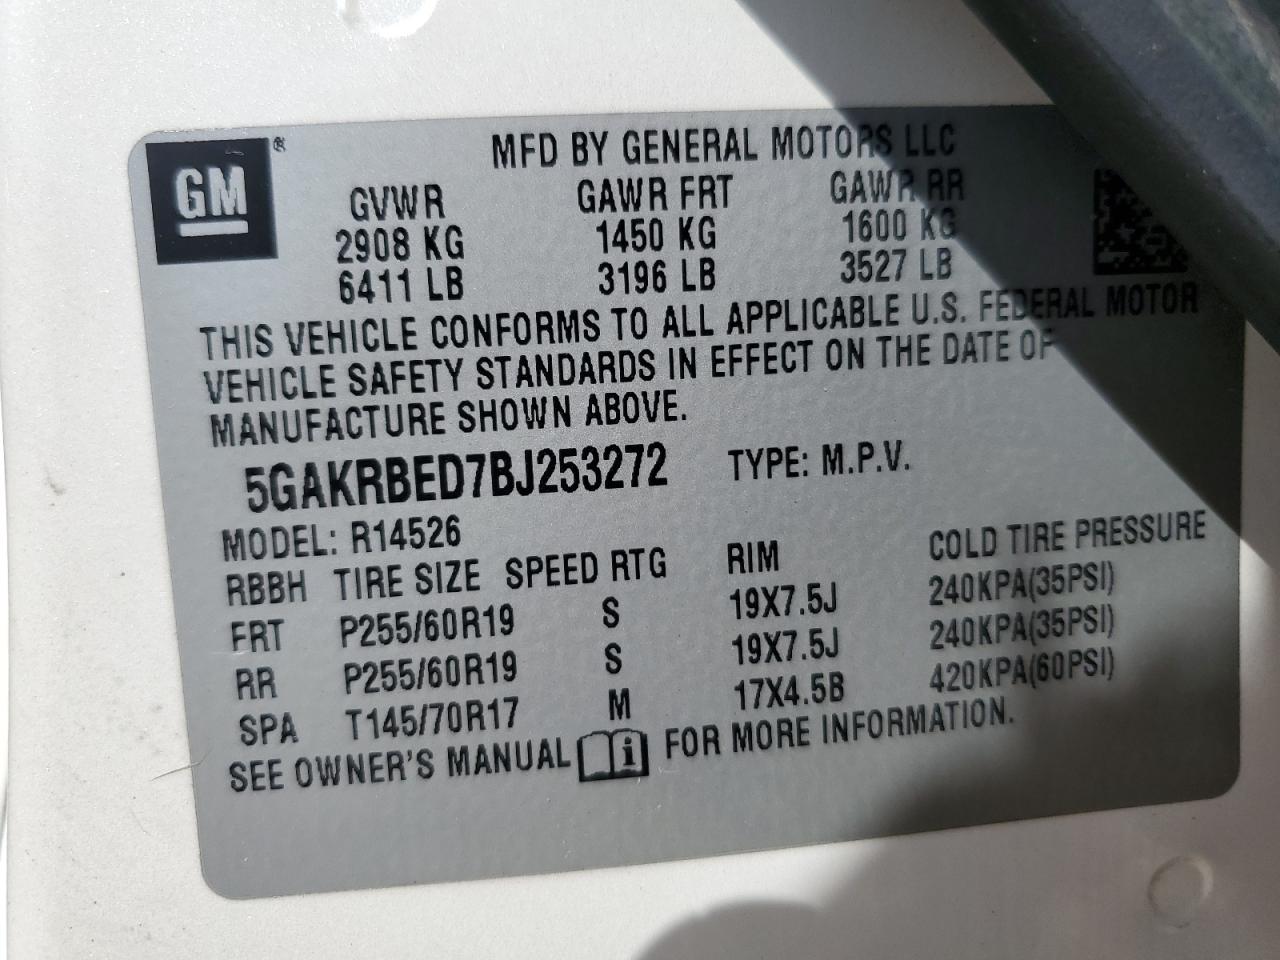 GM ®
MFD BY GENERAL MOTORS LLC
GVWR GAWR FRT GAWR RR
2908 KG 1450 KG 1600 KG
6411 LB 3196 LB 3527 LB
THIS VEHICLE CONFORMS TO ALL APPLICABLE U.S. FEDERAL MOTOR
VEHICLE SAFETY STANDARDS IN EFFECT ON THE DATE OF
MANUFACTURE SHOWN ABOVE.
5GAKRBED7BJ253272 TYPE: M.P.V.
MODEL: R14526
RBBH TIRE SIZE SPEED RTG RIM COLD TIRE PRESSURE
FRT P255/60R19 S 19X7.5J 240KPA(35PSI)
RR P255/60R19 S 19X7.5J 240KPA(35PSI)
SPA T145/70R17 M 17X4.5B 420KPA(60PSI)
SEE OWNER'S MANUAL i FOR MORE INFORMATION.